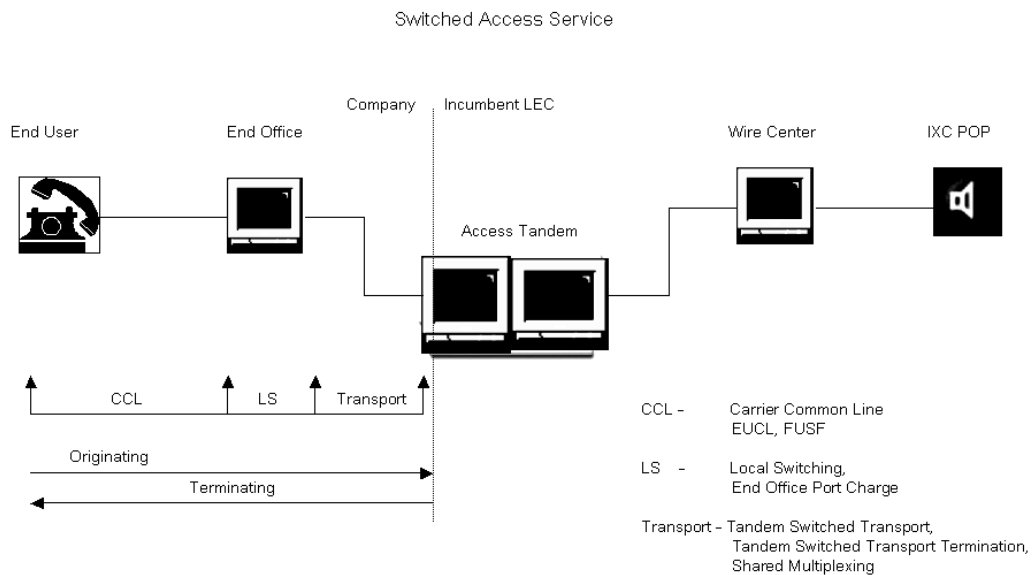 Switched Access Service
Company
Incumbent LEC
End User
End Office
Wire Center
IXC POP
Access Tandem
CCL
LS
Transport
Originating
Terminating
CCL - Carrier Common Line
EUCL, FUSF
LS - Local Switching,
End Office Port Charge
Transport - Tandem Switched Transport,
Tandem Switched Transport Termination,
Shared Multiplexing